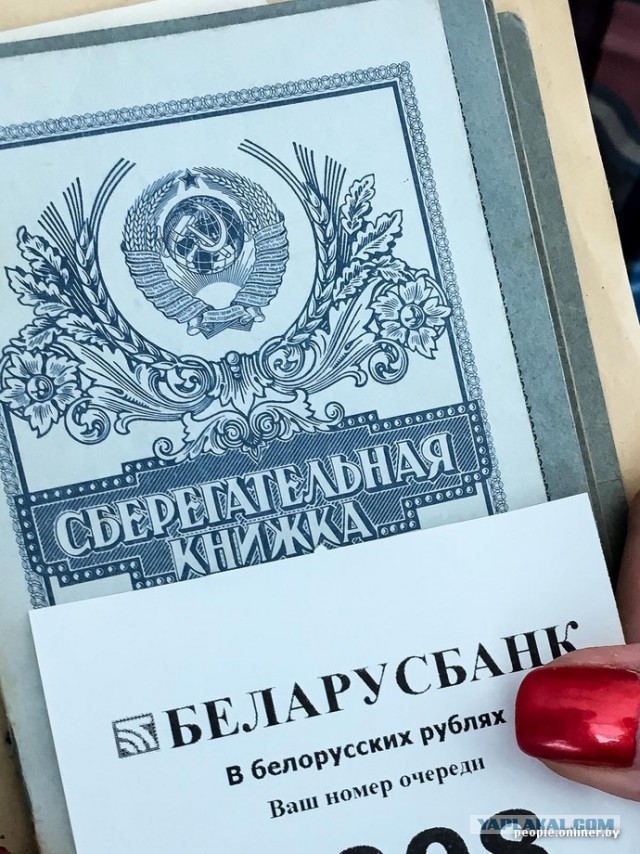 СБЕРЕГАТЕЛЬНАЯ
КНИЖКА
БЕЛАРУСБАНК
В белорусских рублях
Ваш номер очереди
YAPLAKAL.COM
people.onliner.by